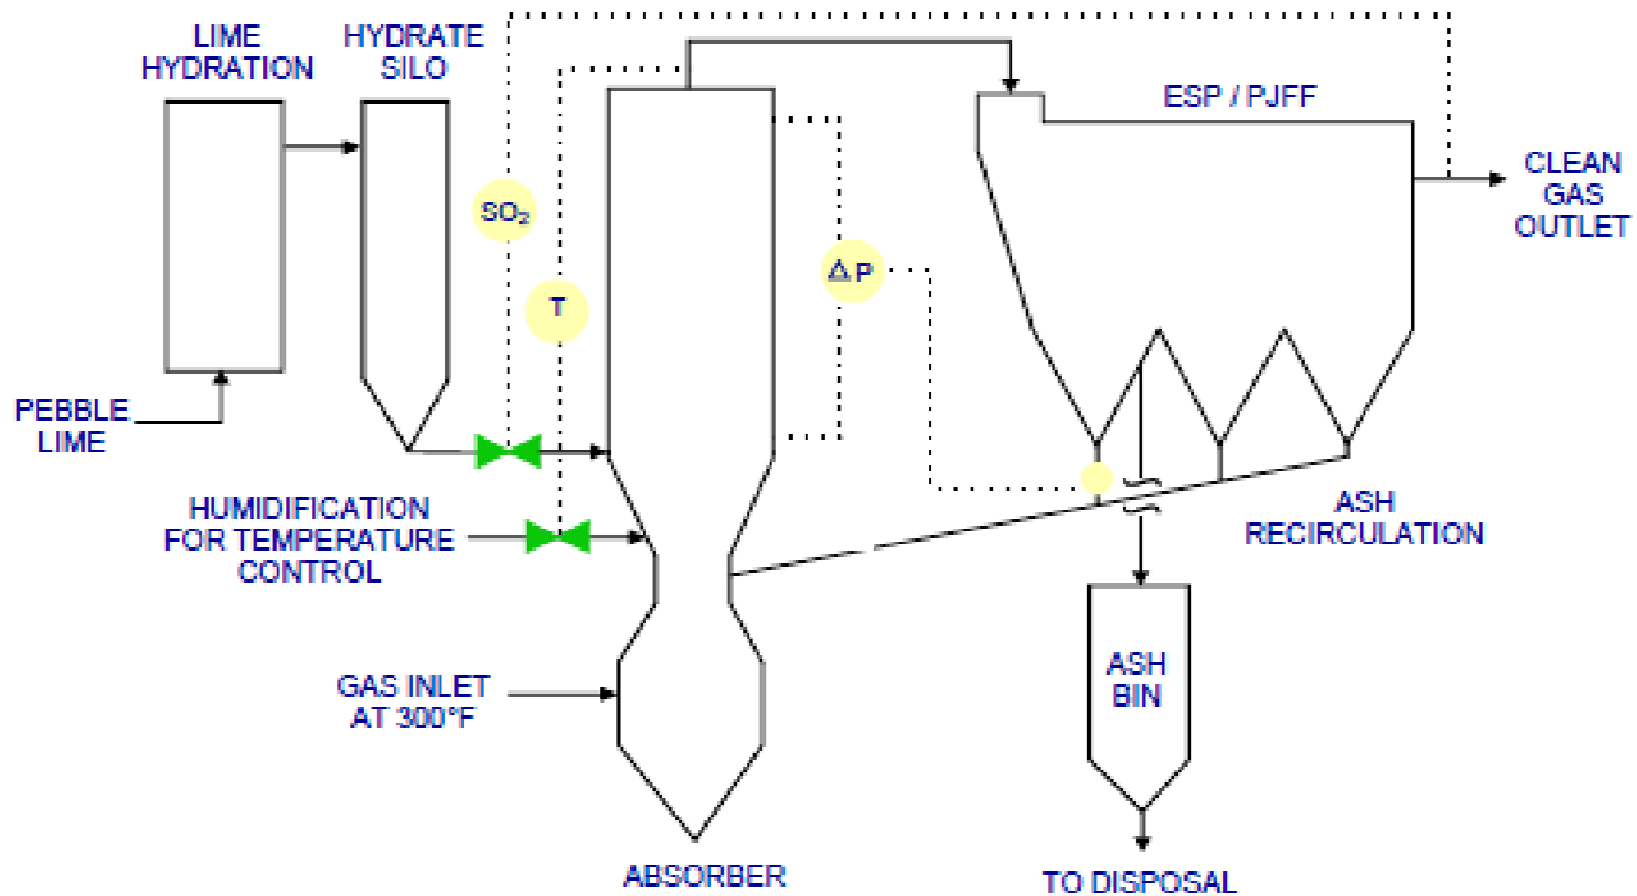 LIME
HYDRATION
HYDRATE
SILO
ESP / PJFF
CLEAN
GAS
OUTLET
SO₂
ΔP
T
PEBBLE
LIME
HUMIDIFICATION
FOR TEMPERATURE
CONTROL
ASH
RECIRCULATION
GAS INLET
AT 300°F
ASH
BIN
ABSORBER
TO DISPOSAL